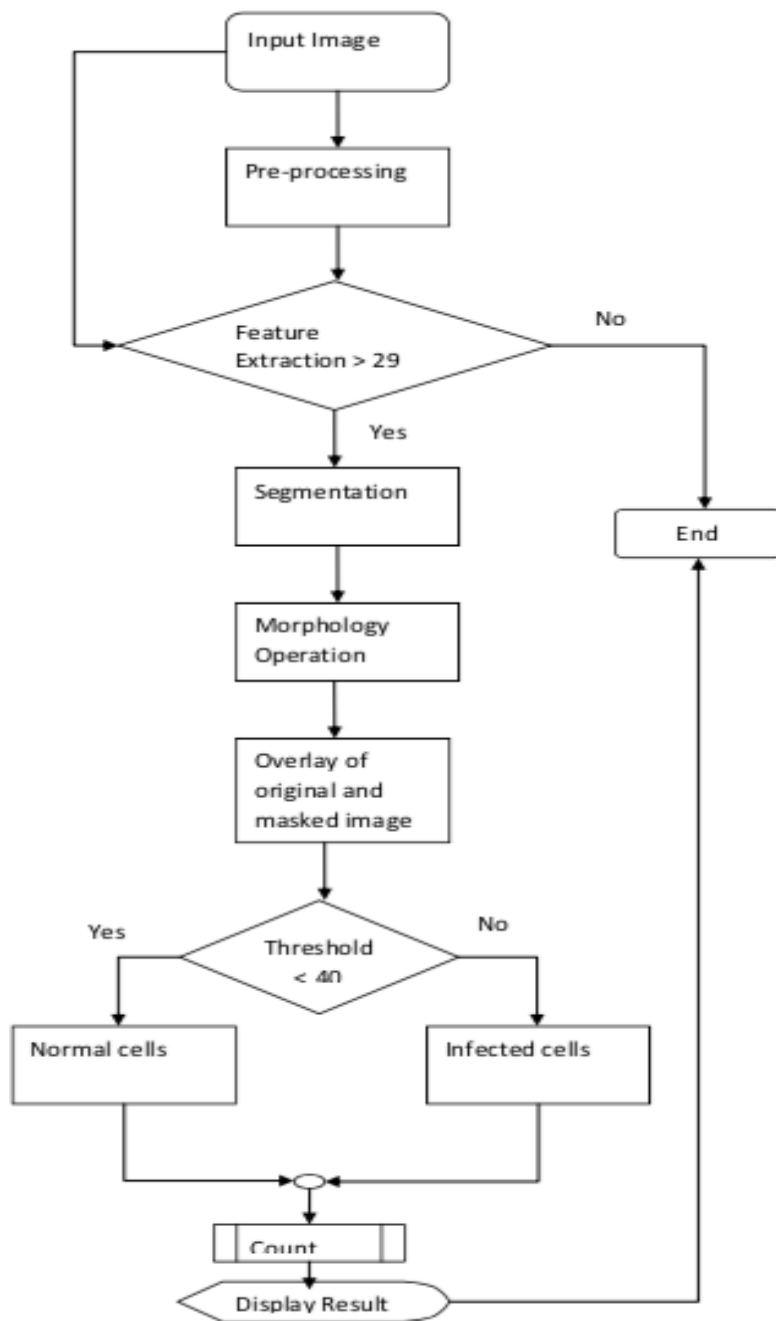 Input Image
Pre-processing
Feature
Extraction > 29
No
Yes
Segmentation
End
Morphology
Operation
Overlay of
original and
masked image
Yes
No
Threshold
< 40
Normal cells
Infected cells
Count
Display Result